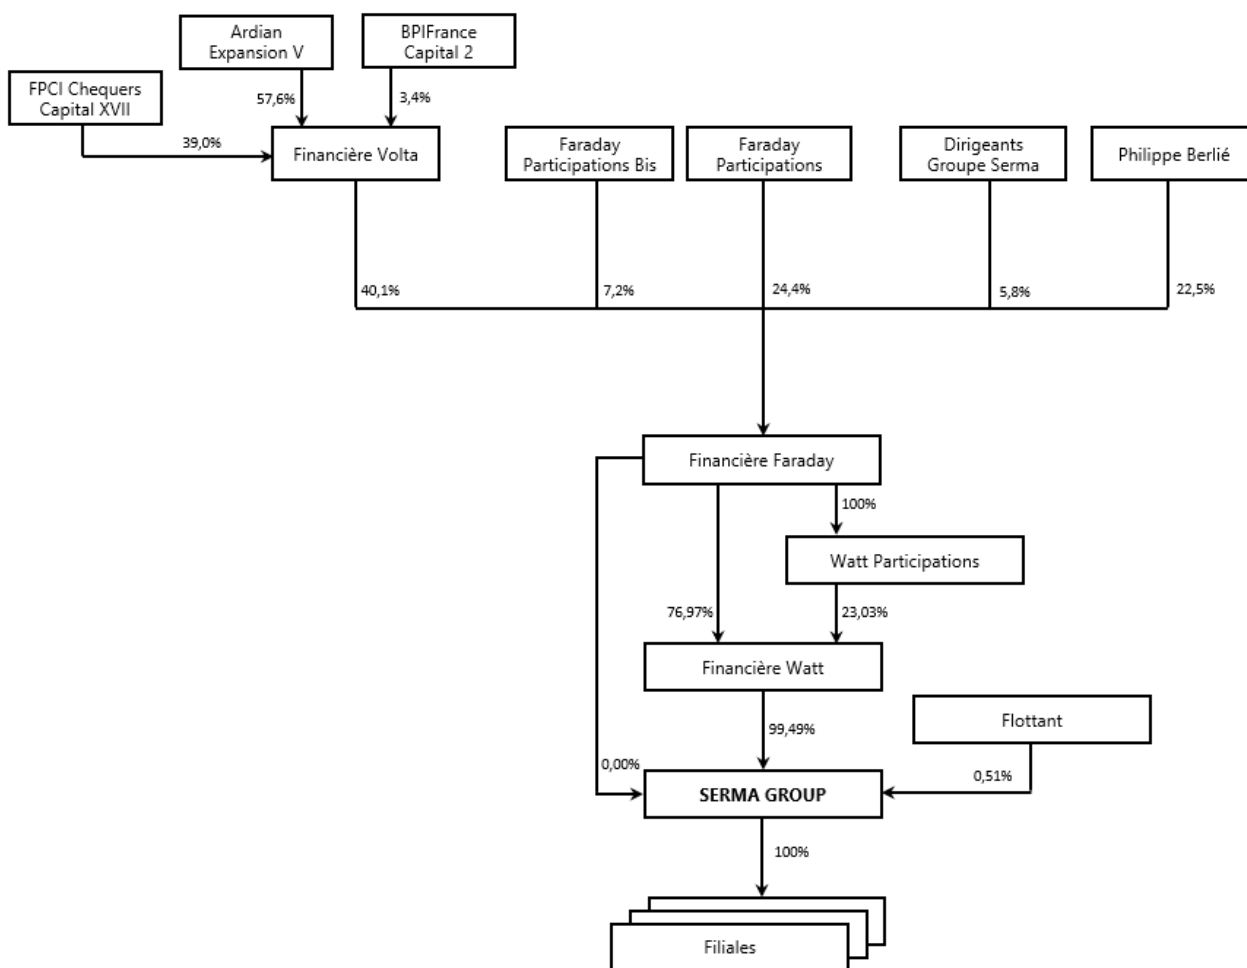 Ardian
Expansion V
BPIFrance
Capital 2
FPCI Chequers
Capital XVII
57,6%
3,4%
39,0%
Financière Volta
Faraday
Participations Bis
Faraday
Participations
Dirigeants
Groupe Serma
Philippe Berlié
40,1%
7,2%
24,4%
5,8%
22,5%
Financière Faraday
100%
Watt Participations
76,97%
23,03%
Financière Watt
Flottant
99,49%
0,00%
0,51%
SERMA GROUP
100%
Filiales